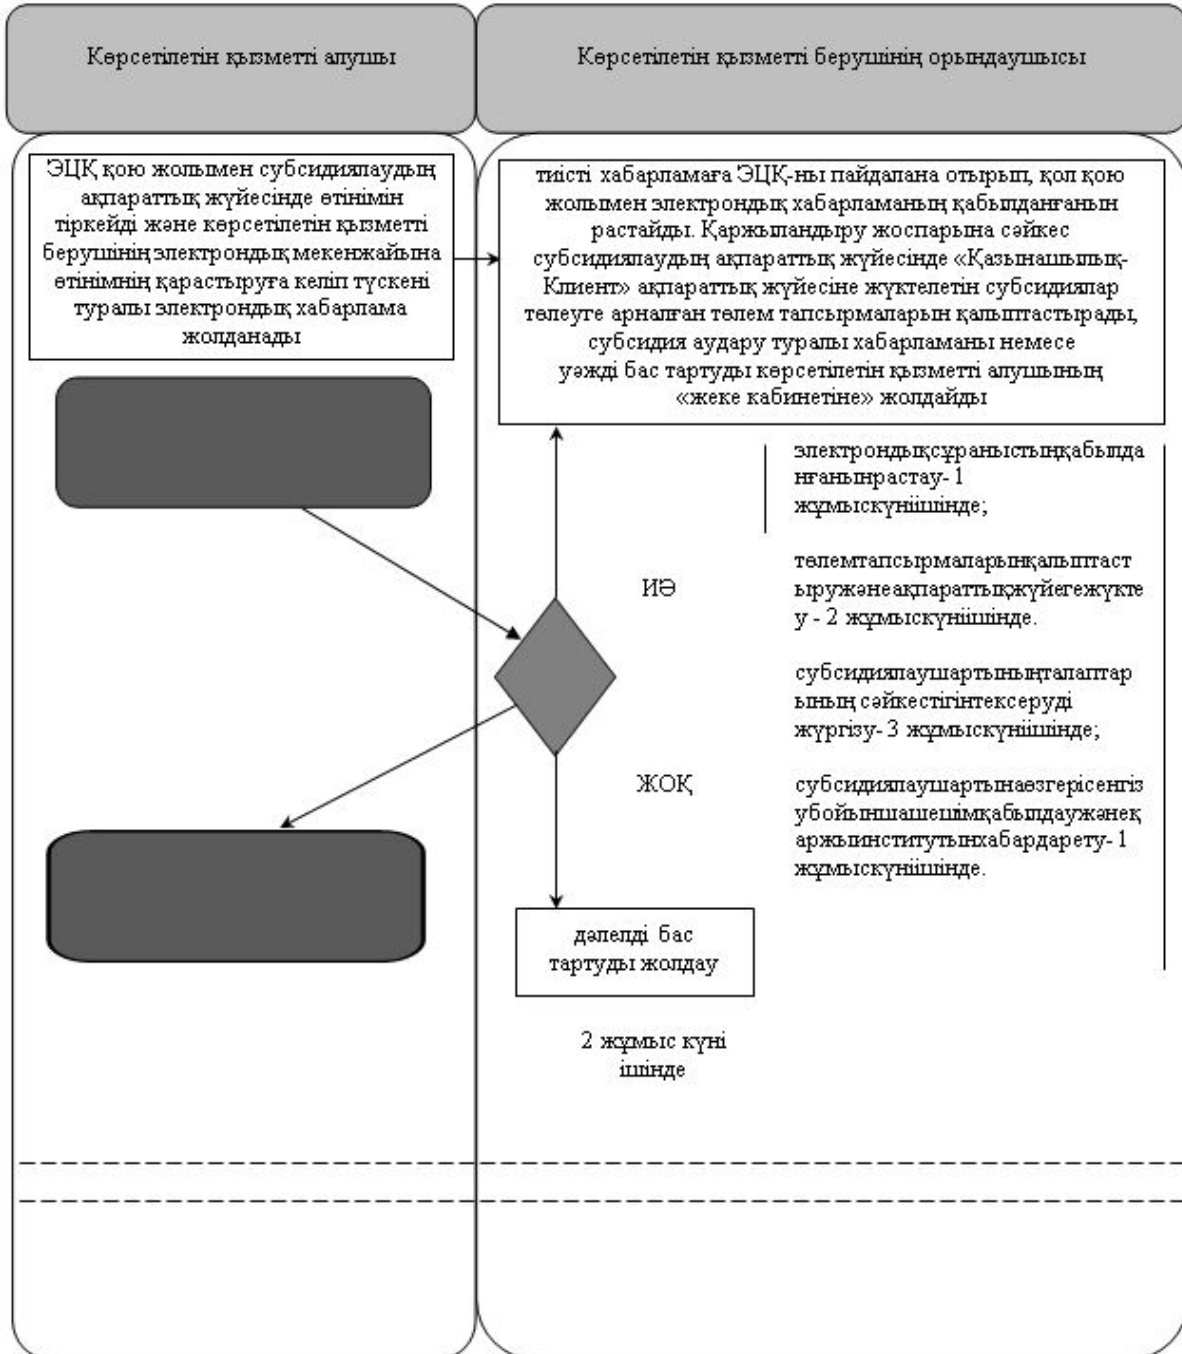 Көрсетілетін қызметті алушы
Көрсетілетін қызметті берушінің орындаушысы
ЭЦҚ қою жолымен субсидиялаудың
ақпараттық жүйесінде өтінімін
тіркейді және көрсетілетін қызметті
берушінің электрондық мекенжайына
өтінімнің қарастыруға келіп түскені
туралы электрондық хабарлама
жолданады
тиісті хабарламаға ЭЦҚ-ны пайдалана отырып, қол қою
жолымен электрондық хабарламаның қабылданғанын
растайды. Қаржыландыру жоспарына сәйкес
субсидиялаудың ақпараттық жүйесінде «Қазынашылық-
Клиент» ақпараттық жүйесіне жүктелетін субсидиялар
төлеуге арналған төлем тапсырмаларын қалыптастырады,
субсидия аудару туралы хабарламаны немесе
уәжді бас тартуды көрсетілетін қызметті алушының
«жеке кабинетіне» жолдайды
электрондықсұраныстыңқабылда
нғанынрастау- 1
жұмыскүніішінде;
ИӘ
төлемтапсырмаларынқалыптаст
ыружәнеақпараттықжүйегежүкте
у - 2 жұмыскүніішінде.
субсидиялаушартыныңталаптар
ының сәйкестігінтексеруді
жүргізу- 3 жұмыскүніішінде;
ЖОҚ
субсидиялаушартынаөзгерісенгіз
убойыншашешімқабылдаужәнеқ
аржыинститутынхабардарету- 1
жұмыскүніішінде.
дәлелді бас
тартуды жолдау
2 жұмыс күні
ішінде